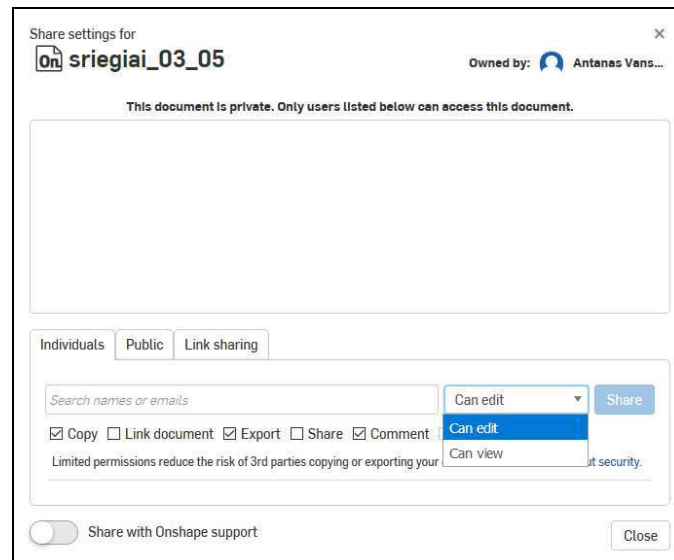 Share settings for
On sriegiai_03_05
Owned by: Antanas Vans...
This document is private. Only users listed below can access this document.
Individuals Public Link sharing
Search names or emails
Can edit
Share
Copy Link document Export Share Comment
Can edit
Can view
Limited permissions reduce the risk of 3rd parties copying or exporting your
security.
Share with Onshape support
Close